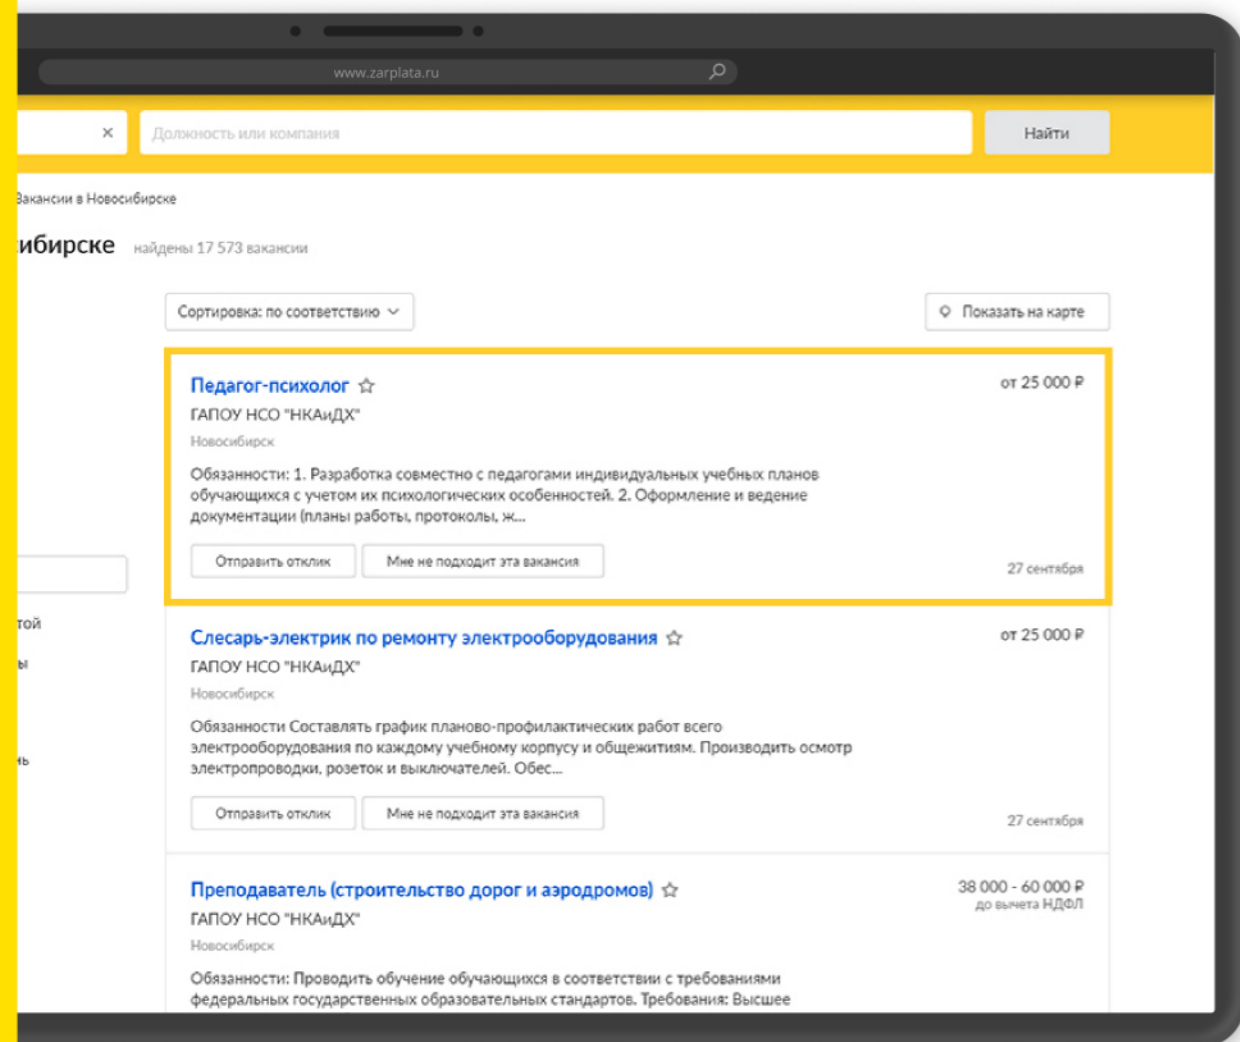 www.zarplata.ru
Должность или компания
Найти
Вакансии в Новосибирске
сибирске найдены 17 573 вакансии
Сортировка: по соответствию
Показать на карте
Педагог-психолог
от 25 000 ₽
ГАПОУ НСО "НКАиДХ"
Новосибирск
Обязанности: 1. Разработка совместно с педагогами индивидуальных учебных планов
обучающихся с учетом их психологических особенностей. 2. Оформление и ведение
документации (планы работы, протоколы, ж...
Отправить отклик
Мне не подходит эта вакансия
27 сентября
той
Слесарь-электрик по ремонту электрооборудования
от 25 000 ₽
ы
ГАПОУ НСО "НКАиДХ"
Новосибирск
Обязанности Составлять график планово-профилактических работ всего
электрооборудования по каждому учебному корпусу и общежитиям. Производить осмотр
электропроводки, розеток и выключателей. Обес...
нь
Отправить отклик
Мне не подходит эта вакансия
27 сентября
Преподаватель (строительство дорог и аэродромов)
38 000 - 60 000 ₽
до вычета НДФЛ
ГАПОУ НСО "НКАиДХ"
Новосибирск
Обязанности: Проводить обучение обучающихся в соответствии с требованиями
федеральных государственных образовательных стандартов. Требования: Высшее